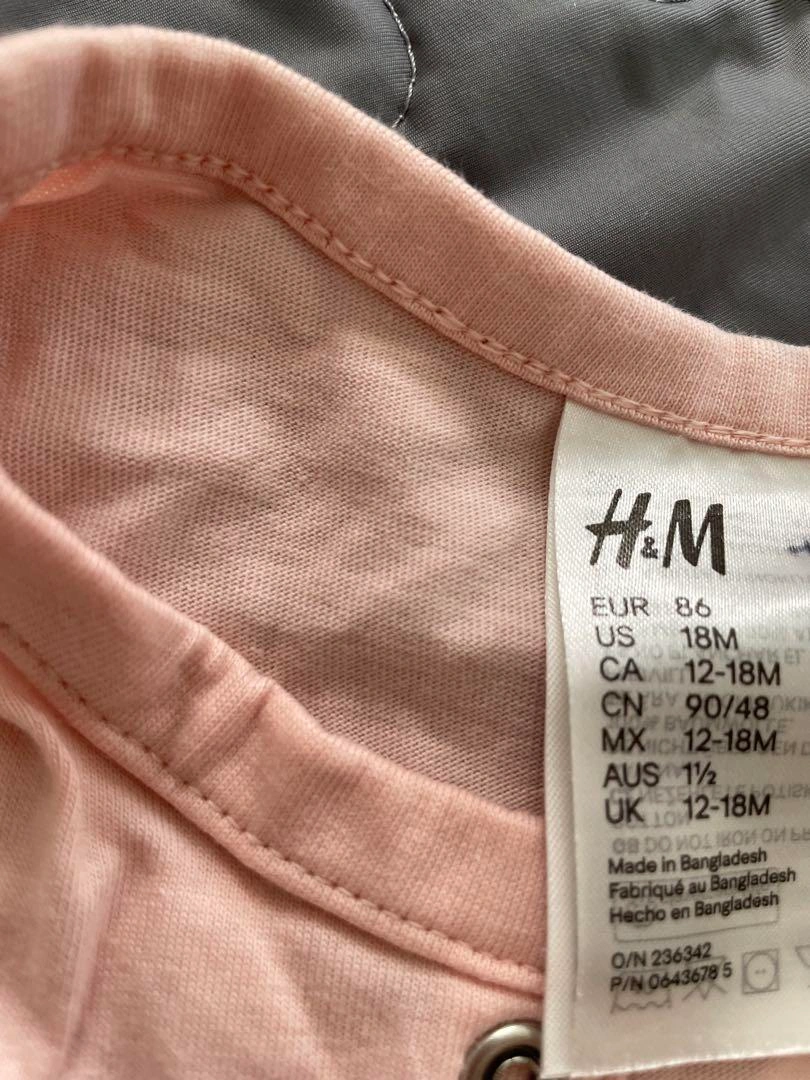 H&M
EUR 86
US 18M
CA 12-18M
CN 90/48
MX 12-18M
AUS 1½
UK 12-18M
Made in Bangladesh
Fabriqué au Bangladesh
Hecho en Bangladesh
O/N 236342
P/N 0643678 5